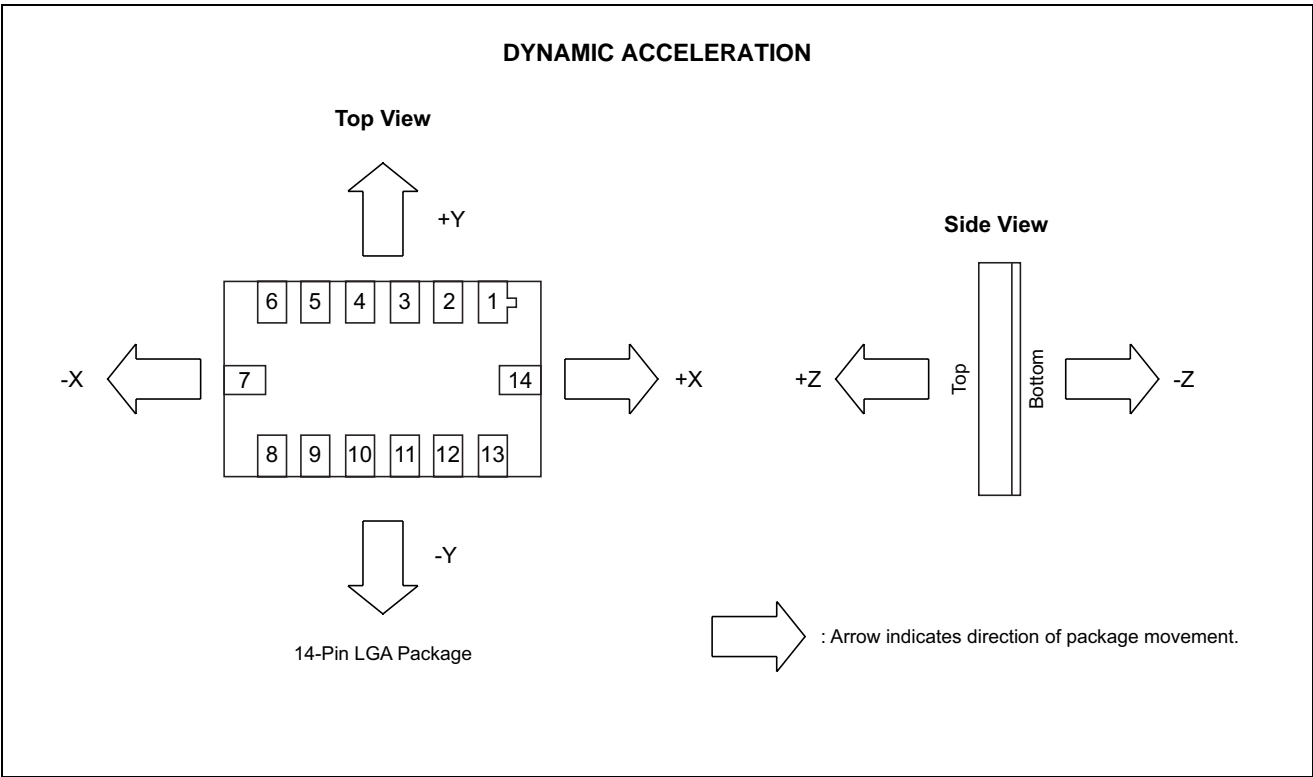 DYNAMIC ACCELERATION
Top View
+Y
6 5 4 3 2 1
-X
7
14
+X
8 9 10 11 12 13
-Y
14-Pin LGA Package
Side View
+Z
Top
Bottom
-Z
: Arrow indicates direction of package movement.